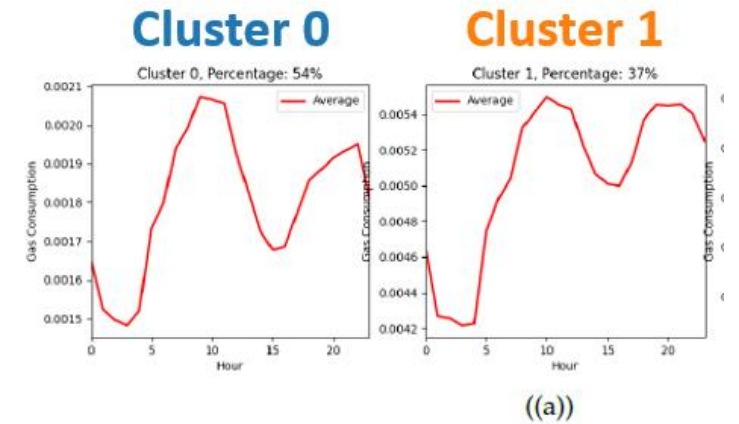 Cluster 0
Cluster 1
Cluster 0, Percentage: 54%
0.0021
0.0020
0.0019
0.0018
0.0017
0.0016
0.0015
Gas Consumption
Average
0
5
10
15
20
Hour
Cluster 1, Percentage: 37%
0.0054
0.0052
0.0050
0.0048
0.0046
0.0044
0.0042
Gas Consumption
Average
0
5
10
15
20
Hour
Gas Consumption
((a))